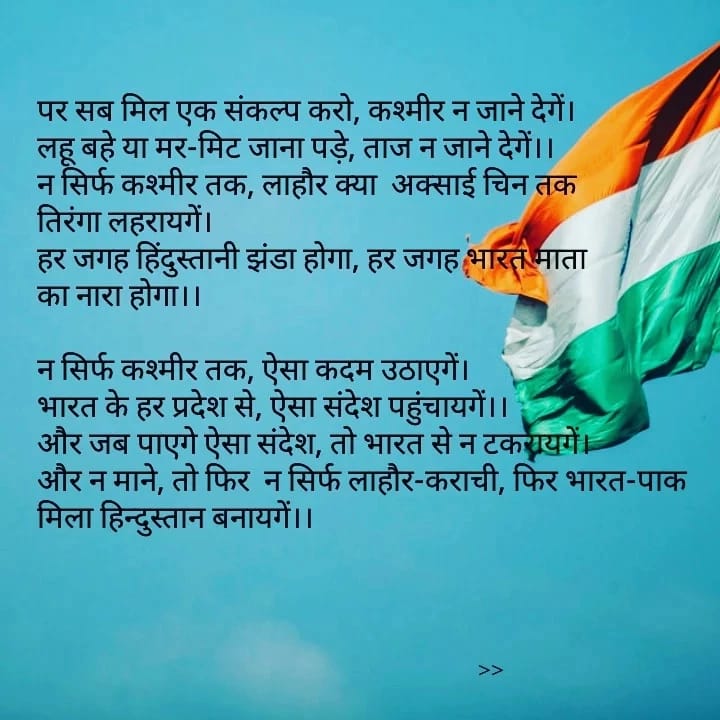 पर सब मिल एक संकल्प करो, कश्मीर न जाने देगें।
लहू बहे या मर-मिट जाना पड़े, ताज न जाने देगें।।
न सिर्फ कश्मीर तक, लाहौर क्या अक्साई चिन तक
तिरंगा लहरायगें।
हर जगह हिंदुस्तानी झंडा होगा, हर जगह भारत माता
का नारा होगा।।
न सिर्फ कश्मीर तक, ऐसा कदम उठाएगें।
भारत के हर प्रदेश से, ऐसा संदेश पहुंचायगें।।
और जब पाएगे ऐसा संदेश, तो भारत से न टकरायगें।
और न माने, तो फिर न सिर्फ लाहौर-कराची, फिर भारत-पाक
मिला हिन्दुस्तान बनायगें।।
>>